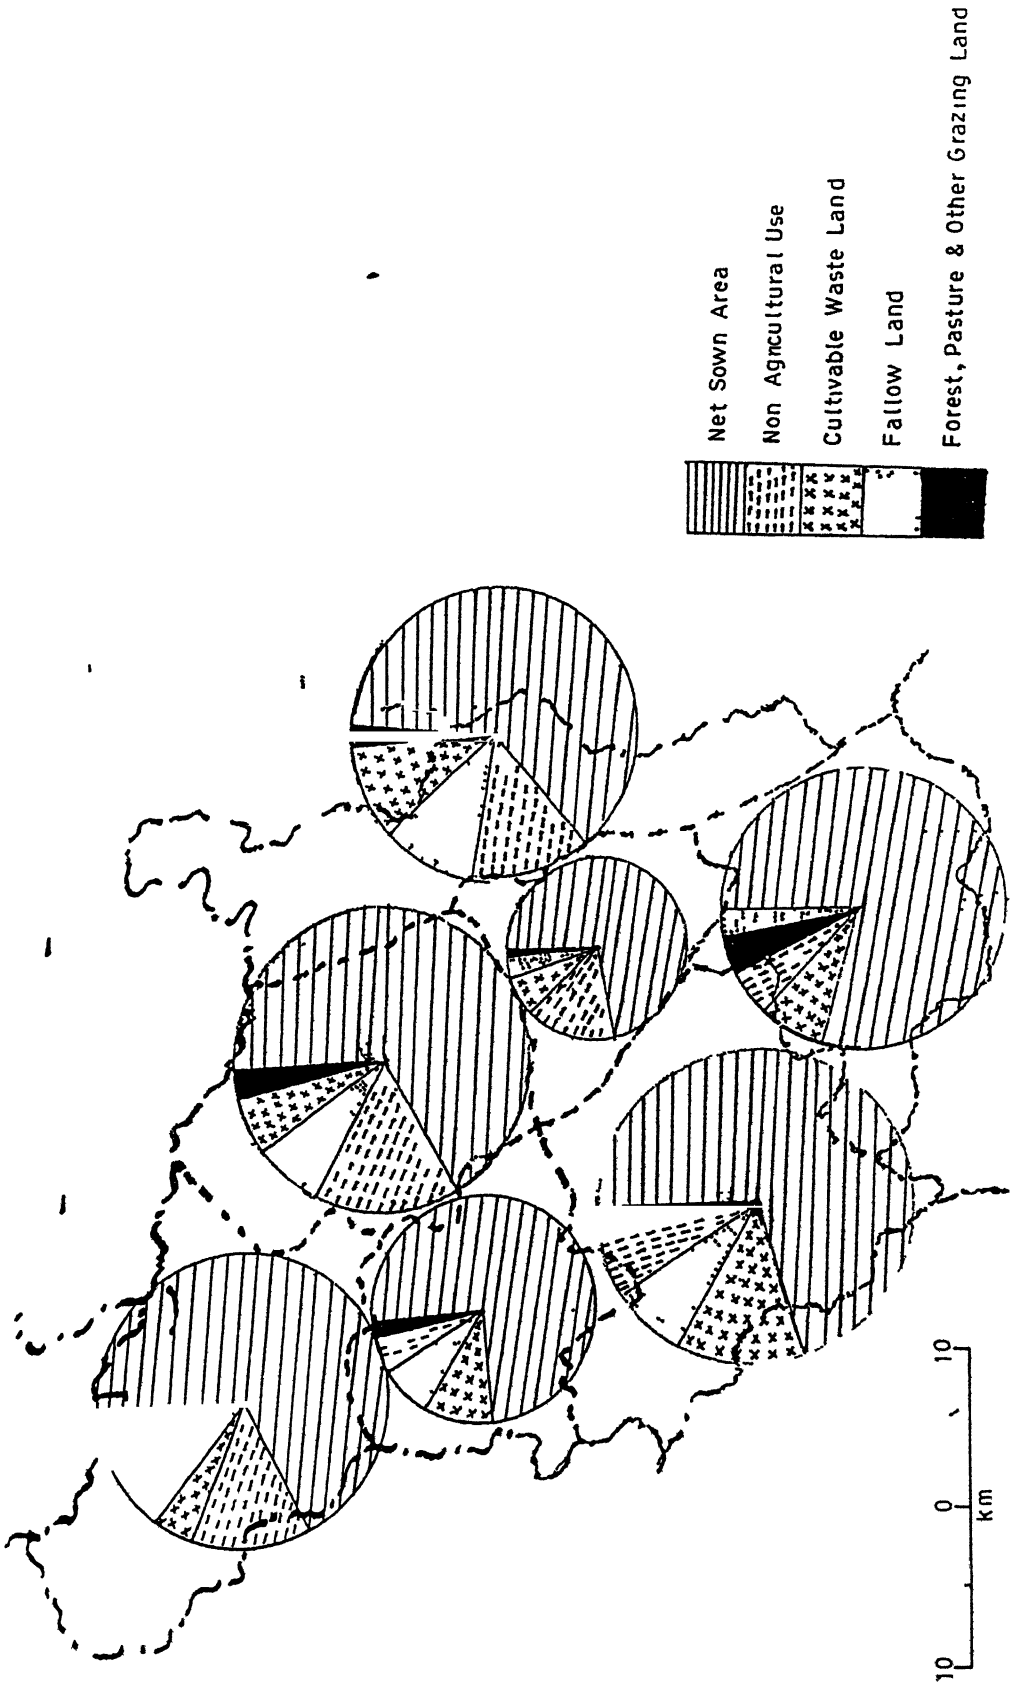 Net Sown Area
Non Agricultural Use
Cultivable Waste Land
Fallow Land
Forest, Pasture & Other Grazing Land
10 0 10
km